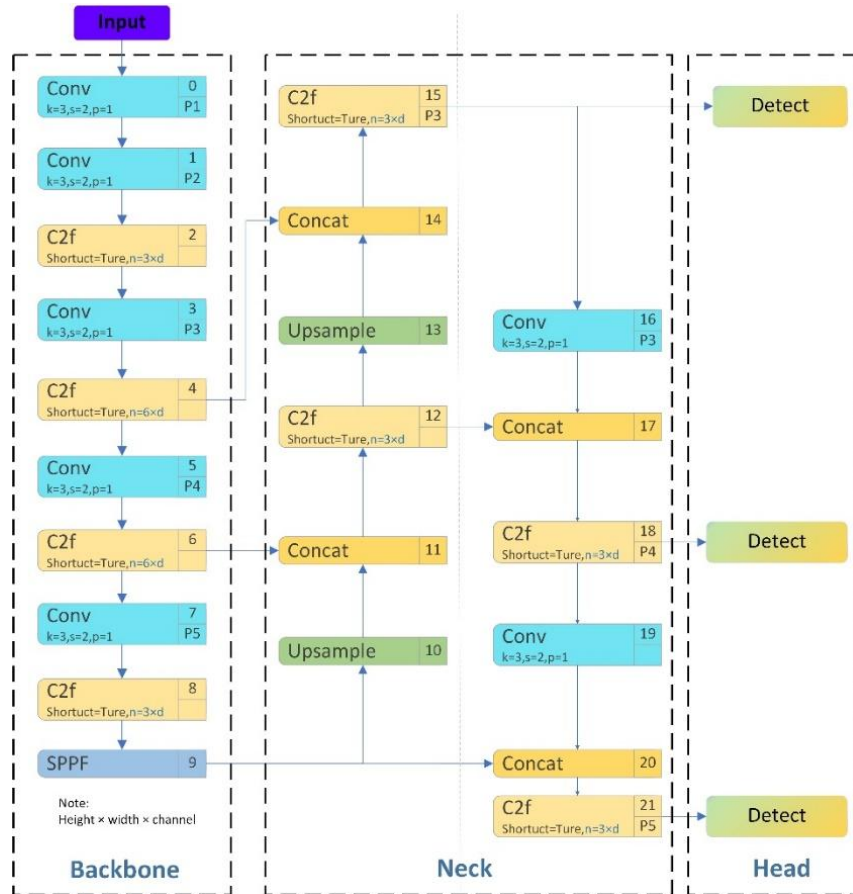 Input
Conv
0
k=3,s=2,p=1
P1
Conv
1
k=3,s=2,p=1
P2
C2f
2
Shortuct=Ture,n=3×d
Conv
3
k=3,s=2,p=1
P3
C2f
4
Shortuct=Ture,n=6×d
Conv
5
k=3,s=2,p=1
P4
C2f
6
Shortuct=Ture,n=6×d
Conv
7
k=3,s=2,p=1
P5
C2f
8
Shortuct=Ture,n=3×d
SPPF
9
Note:
Height × width × channel
Backbone
C2f
15
Shortuct=Ture,n=3×d
P3
Concat
14
Upsample
13
C2f
12
Shortuct=Ture,n=3×d
Concat
11
Upsample
10
Conv
16
k=3,s=2,p=1
P3
Concat
17
C2f
18
Shortuct=Ture,n=3×d
P4
Conv
19
k=3,s=2,p=1
Concat
20
C2f
21
Shortuct=Ture,n=3×d
P5
Neck
Detect
Detect
Detect
Head